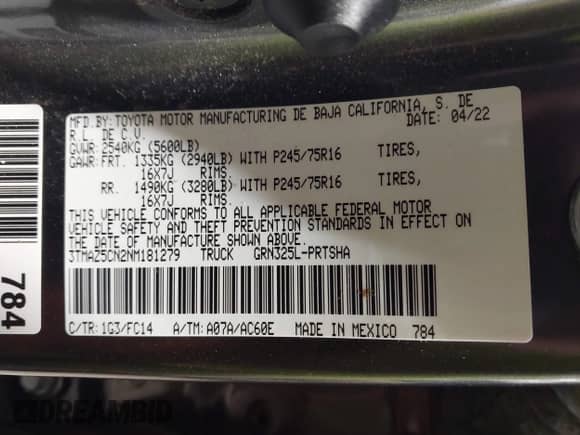 MFD.BY:TOYOTA MOTOR MANUFACTURING DE BAJA CALIFORNIA, S. DE
R.L. DE C.V. DATE: 04/22
GVWR:2540KG (5600LB)
GAWR:FRT. 1335KG (2940LB) WITH P245/75R16 TIRES,
16X7J RIMS.
RR. 1490KG (3280LB) WITH P245/75R16 TIRES,
16X7J RIMS.
THIS VEHICLE CONFORMS TO ALL APPLICABLE FEDERAL MOTOR
VEHICLE SAFETY AND THEFT PREVENTION STANDARDS IN EFFECT ON
THE DATE OF MANUFACTURE SHOWN ABOVE.
3TMAZ5CN2NM181279 TRUCK GRN325L-PRTSHA
C/TR:1G3/FC14 A/TM:A07A/AC60E MADE IN MEXICO 784
784
DREAMBID